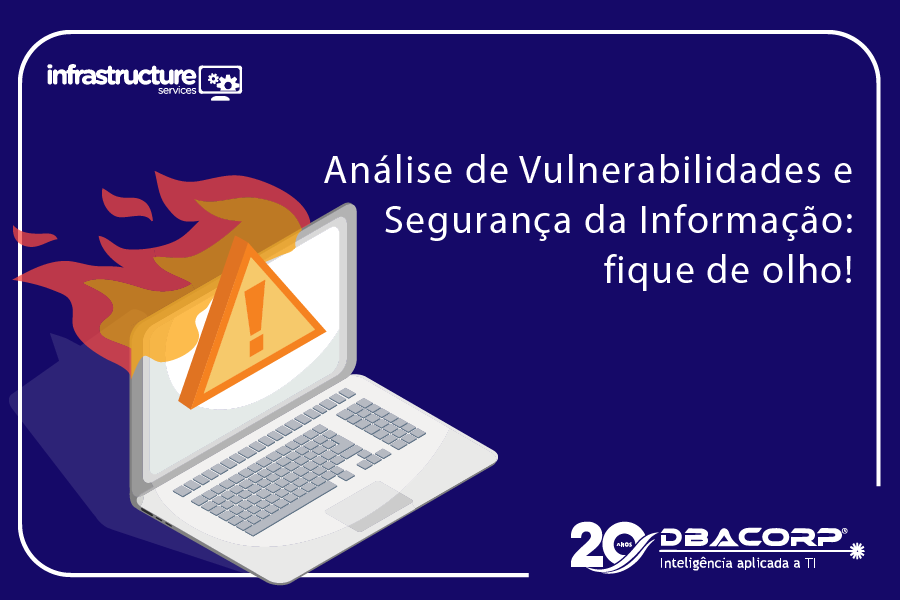 infrastructure
services
Análise de Vulnerabilidades e
Segurança da Informação:
fique de olho!
!
20 ANOS
DBACORP®
Inteligência aplicada a TI